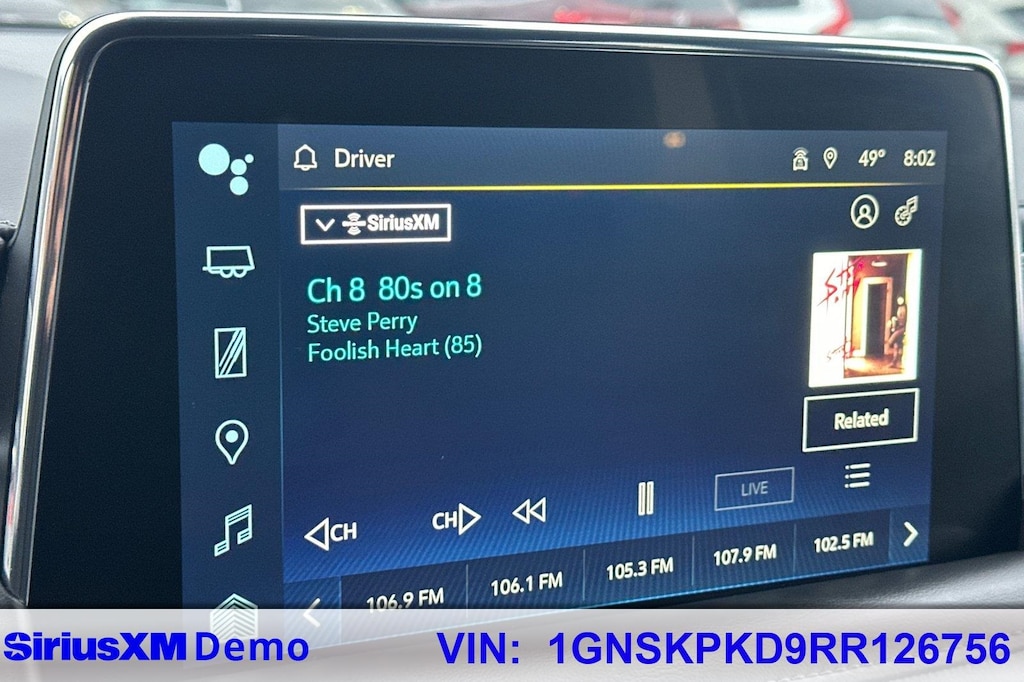 Driver
49° 8:02
SiriusXM
Ch 8 80s on 8
Steve Perry
Foolish Heart (85)
Related
CH
CH
LIVE
106.9 FM
106.1 FM
105.3 FM
107.9 FM
102.5 FM
SiriusXM Demo
VIN: 1GNSKPKD9RR126756